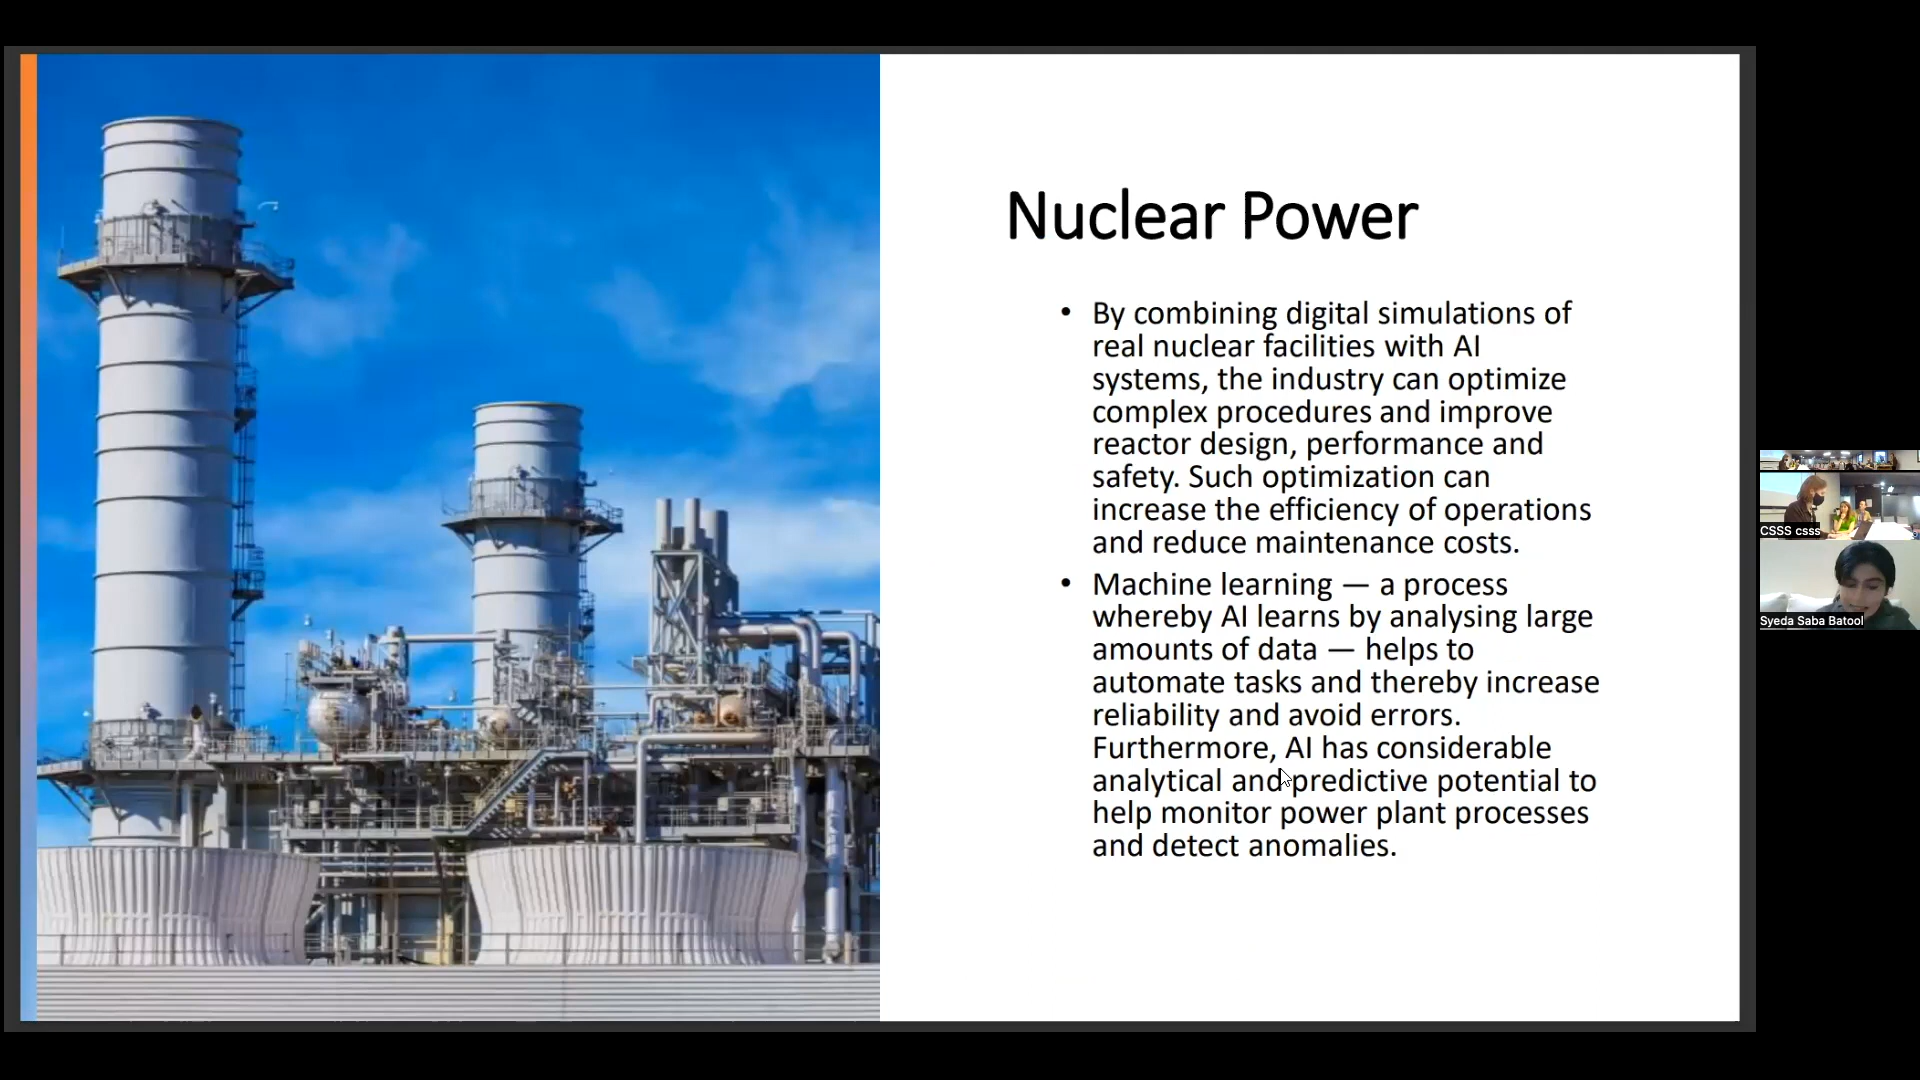 Nuclear Power
• By combining digital simulations of
real nuclear facilities with AI
systems, the industry can optimize
complex procedures and improve
reactor design, performance and
safety. Such optimization can
increase the efficiency of operations
and reduce maintenance costs.
• Machine learning — a process
whereby AI learns by analysing large
amounts of data — helps to
automate tasks and thereby increase
reliability and avoid errors.
Furthermore, AI has considerable
analytical and predictive potential to
help monitor power plant processes
and detect anomalies.
CSSS csss
Syeda Saba Batool